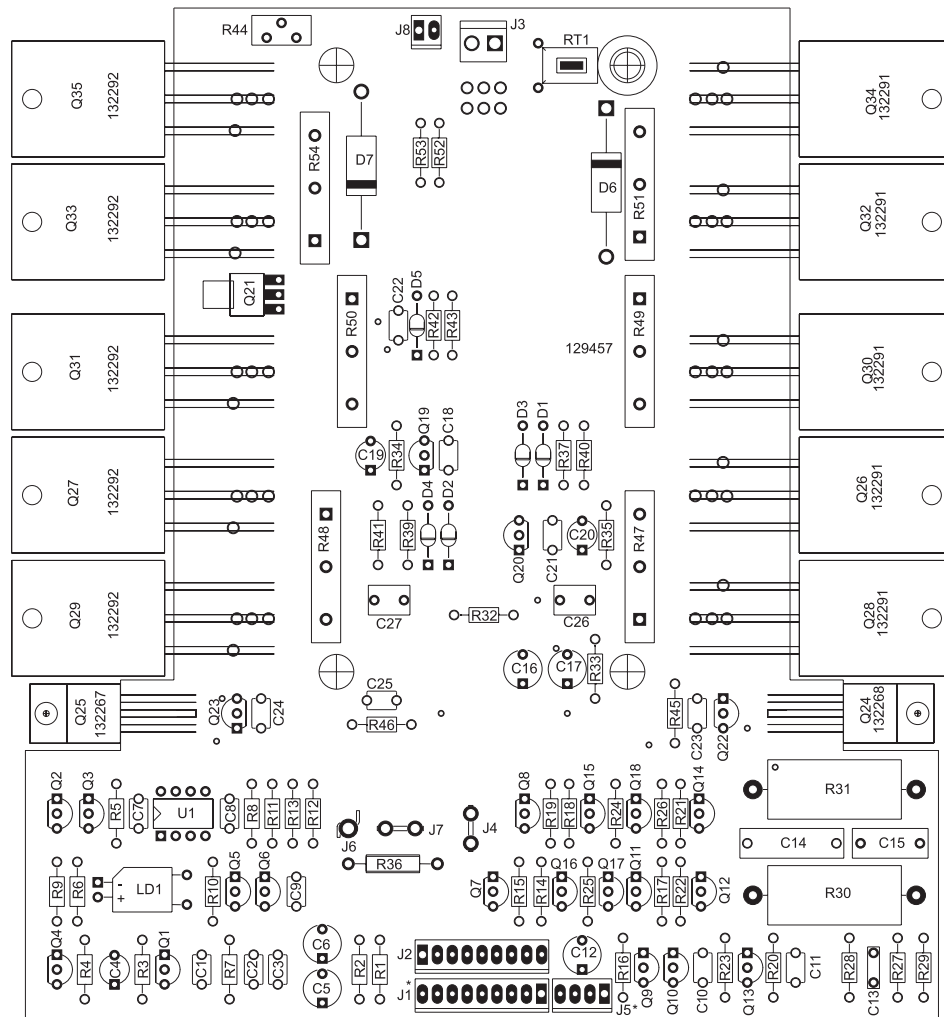 R44
J8
J3
RT1
Q35
132292
Q34
132291
R54
D7
R53
R52
D6
R51
Q33
132292
Q32
132291
Q21
R50
C22
D5
R42
R43
R49
129457
Q31
132292
Q30
132291
C19
R34
Q19
C18
D3
D1
R37
R40
Q27
132292
Q26
132291
R48
R41
R39
D4
D2
Q20
C21
C20
R35
R47
Q29
132292
Q28
132291
C27
R32
C26
C16
C17
R33
Q25
132267
Q23
C24
C25
R46
R45
C23
Q22
Q24
132268
Q2
Q3
R5
C7
U1
C8
R8
R11
R13
R12
J6
J7
J4
Q8
R19
R18
Q15
R24
Q18
R26
R21
Q14
R31
C14
C15
R36
R9
R6
-
+
LD1
R10
Q5
Q6
C9
Q7
R15
R14
Q16
R25
Q17
Q11
R17
R22
Q12
R30
Q4
R4
C4
R3
Q1
C1
R7
C2
C3
C6
C5
R2
R1
J2
*
J1
C12
J5*
R16
Q9
Q10
C10
R23
Q13
R20
C11
R28
C13
R27
R29